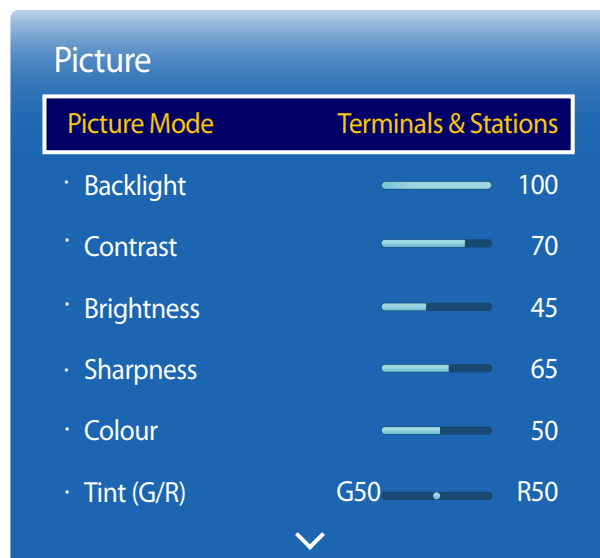 Picture
Picture Mode Terminals & Stations
· Backlight 100
· Contrast 70
· Brightness 45
· Sharpness 65
· Colour 50
· Tint (G/R) G50 R50